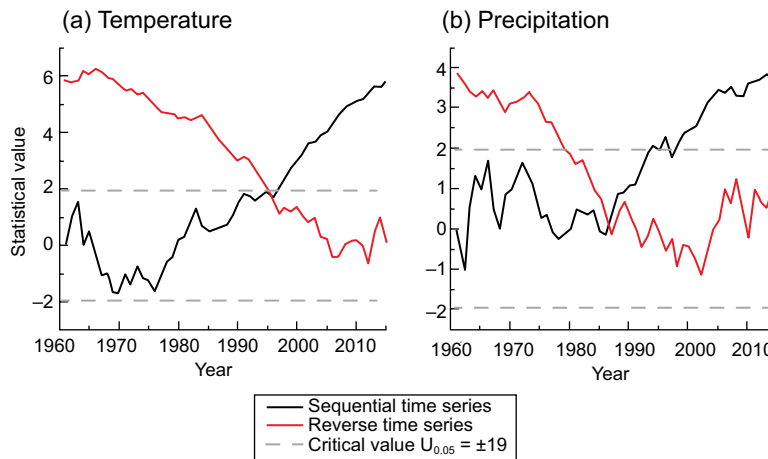 (a) Temperature
(b) Precipitation
Statistical value
6
4
2
0
–2
1960 1970 1980 1990 2000 2010
Year
4
3
2
1
0
–1
–2
1960 1970 1980 1990 2000 2010
Year
Sequential time series
Reverse time series
Critical value U0.05 = ±19